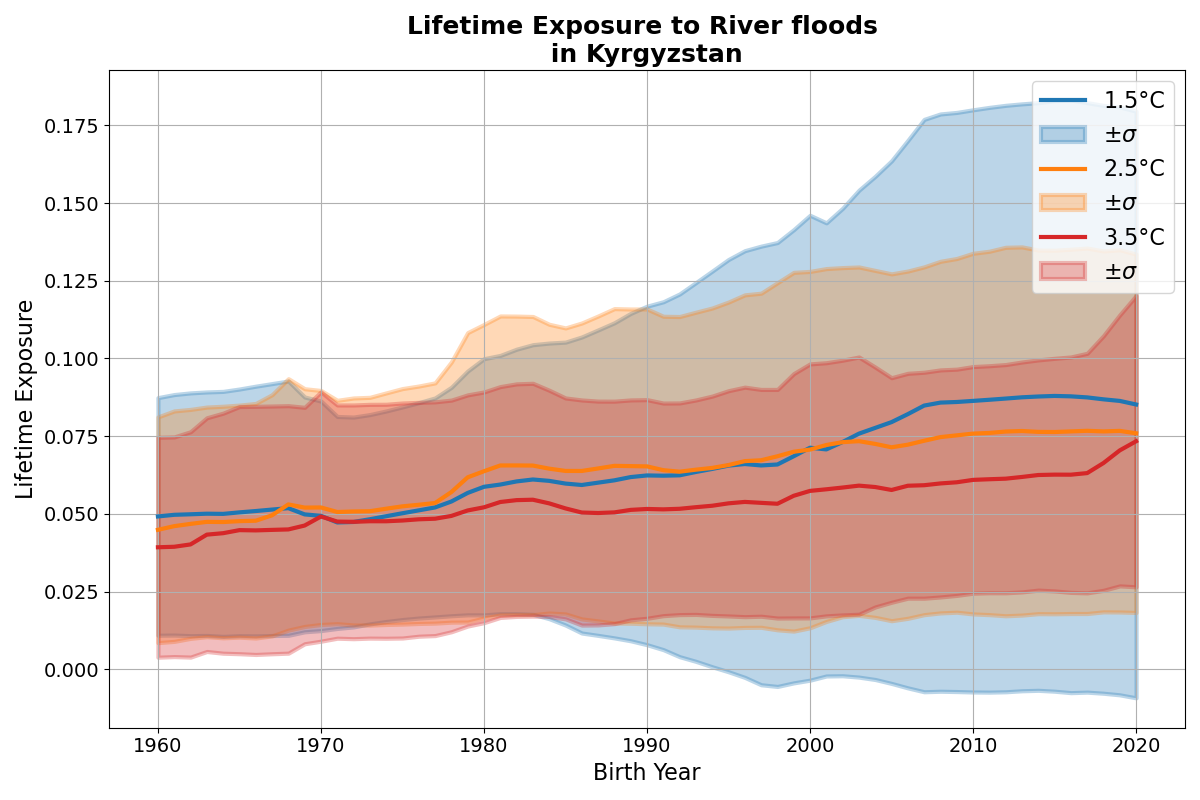 Lifetime Exposure to River floods
in Kyrgyzstan
1.5°C
±σ
2.5°C
±σ
3.5°C
±σ
Lifetime Exposure
0.175
0.150
0.125
0.100
0.075
0.050
0.025
0.000
1960 1970 1980 1990 2000 2010 2020
Birth Year